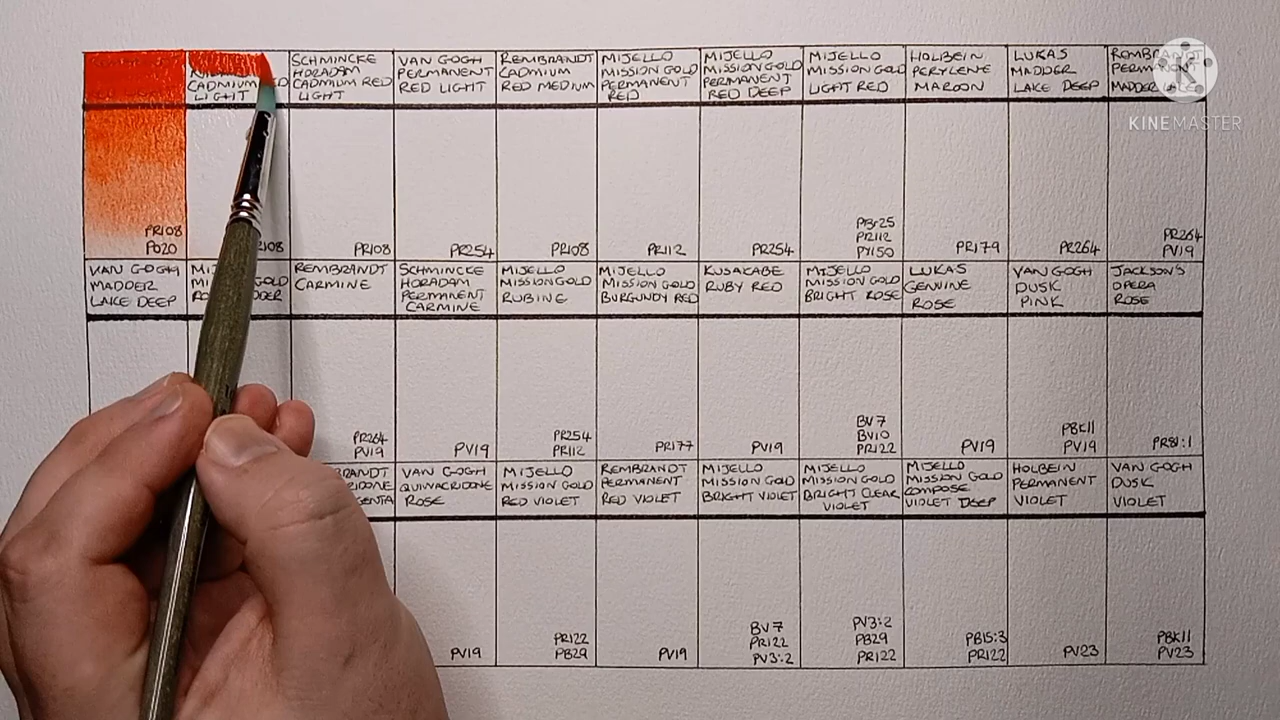 CADMIUM RED
LIGHT
SCHMINCKE
HORADAM
CADMIUM RED
LIGHT
VAN GOGH
PERMANENT
RED LIGHT
REMBRANDT
CADMIUM
RED MEDIUM
MIJELLO
MISSION GOLD
PERMANENT
RED
MIJELLO
MISSION GOLD
PERMANENT
RED DEEP
MIJELLO
MISSION GOLD
LIGHT RED
HOLBEIN
PERYLENE
MAROON
LUKAS
MADDER
LAKE DEEP
REMBRANDT
PERMANENT
MADDER LAKE
K
KINEMASTER
PR108
PO20
R108
PR108
PR254
PR108
PR112
PR254
PBr25
PR112
PY150
PR179
PR264
PR264
PV19
VAN GOGH
MADDER
LAKE DEEP
GOLD
REMBRANDT
CARMINE
SCHMINCKE
HORADAM
PERMANENT
CARMINE
MIJELLO
MISSION GOLD
RUBINE
MIJELLO
MISSION GOLD
BURGUNDY RED
KUSAKABE
RUBY RED
MIJELLO
MISSION GOLD
BRIGHT ROSE
LUKAS
GENUINE
ROSE
VAN GOGH
DUSK
PINK
JACKSON'S
OPERA
ROSE
PR264
PV19
PV19
PR254
PR112
PR177
PV19
BV7
BV10
PR122
PV19
PBK11
PV19
PR81:1
VAN GOGH
QUINACRIDONE
ROSE
MIJELLO
MISSION GOLD
RED VIOLET
REMBRANDT
PERMANENT
RED VIOLET
MIJELLO
MISSION GOLD
BRIGHT VIOLET
MIJELLO
MISSION GOLD
BRIGHT CLEAR
VIOLET
MIJELLO
MISSION GOLD
COMPOSE
VIOLET DEEP
HOLBEIN
PERMANENT
VIOLET
VAN GOGH
DUSK
VIOLET
PV19
PR122
PB29
PV19
BV7
PR122
PV3:2
PV3:2
PB29
PR122
PB15:3
PR122
PV23
PBK11
PV23